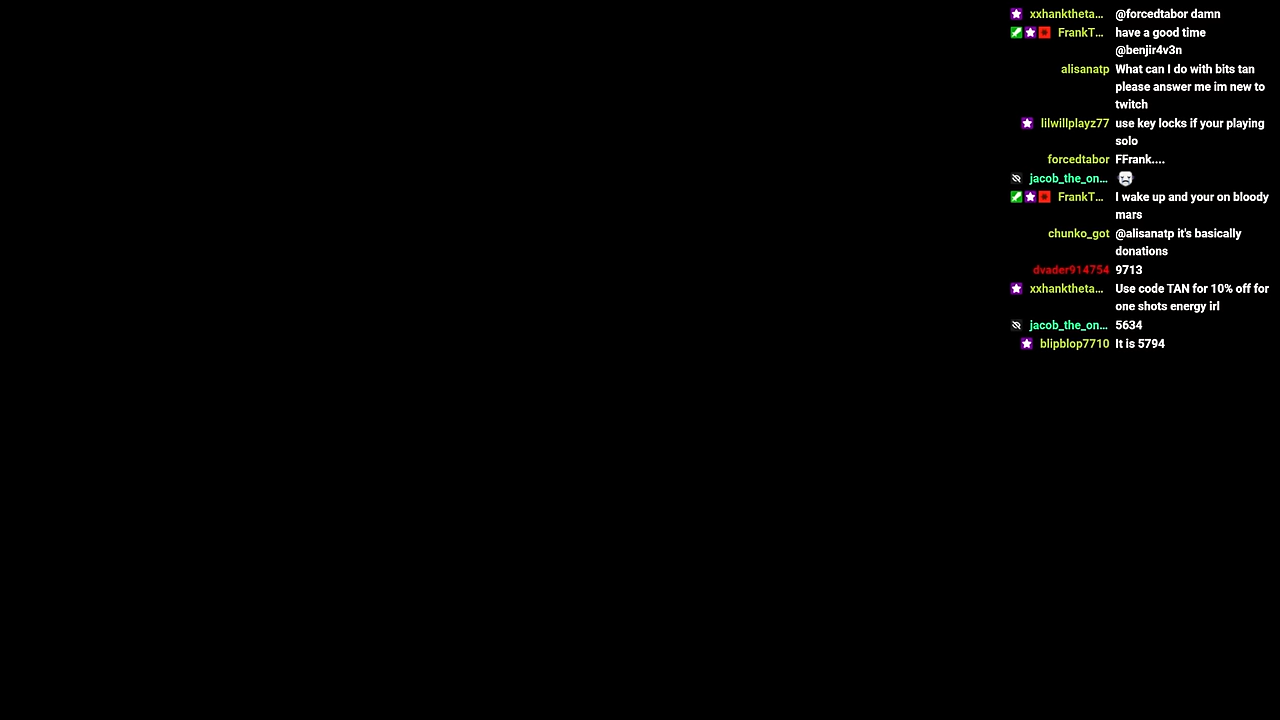 xxhanktheta... @forcedtabor damn
FrankT... have a good time
@benjir4v3n
alisanatp What can I do with bits tan
please answer me im new to
twitch
lilwillplayz77 use key locks if your playing
solo
forcedtabor FFrank....
jacob_the_on...
FrankT... I wake up and your on bloody
mars
chunko_got @alisanatp it's basically
donations
dvader914754 9713
xxhanktheta... Use code TAN for 10% off for
one shots energy irl
jacob_the_on... 5634
blipblop7710 It is 5794